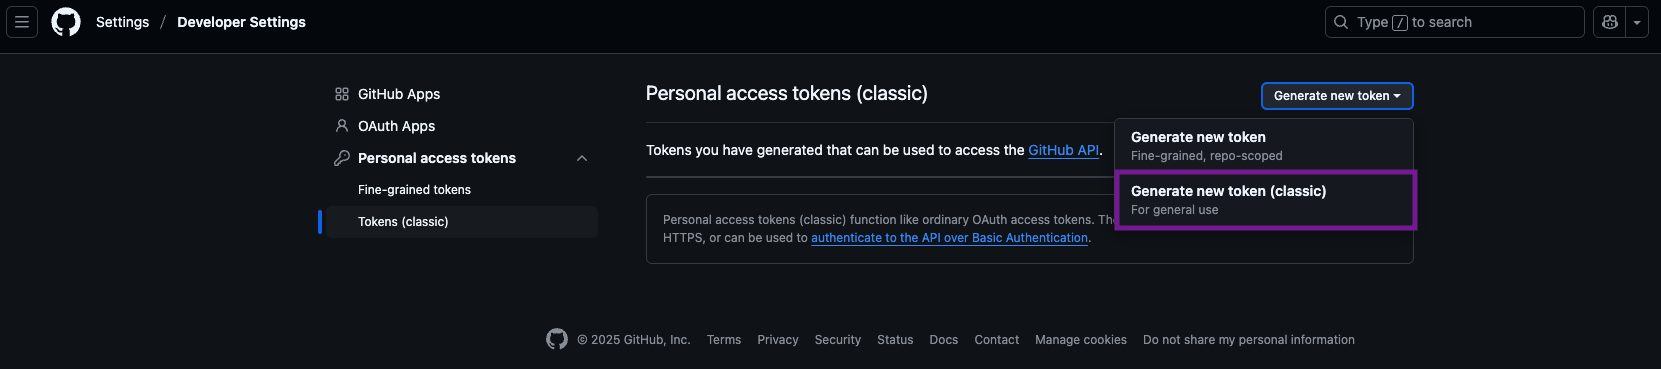 Settings / Developer Settings
Type / to search
GitHub Apps
OAuth Apps
Personal access tokens
Fine-grained tokens
Tokens (classic)
Personal access tokens (classic)
Generate new token
Generate new token
Fine-grained, repo-scoped
Generate new token (classic)
For general use
Tokens you have generated that can be used to access the GitHub API.
Personal access tokens (classic) function like ordinary OAuth access tokens.
HTTPS, or can be used to authenticate to the API over Basic Authentication.
© 2025 GitHub, Inc. Terms Privacy Security Status Docs Contact Manage cookies Do not share my personal information